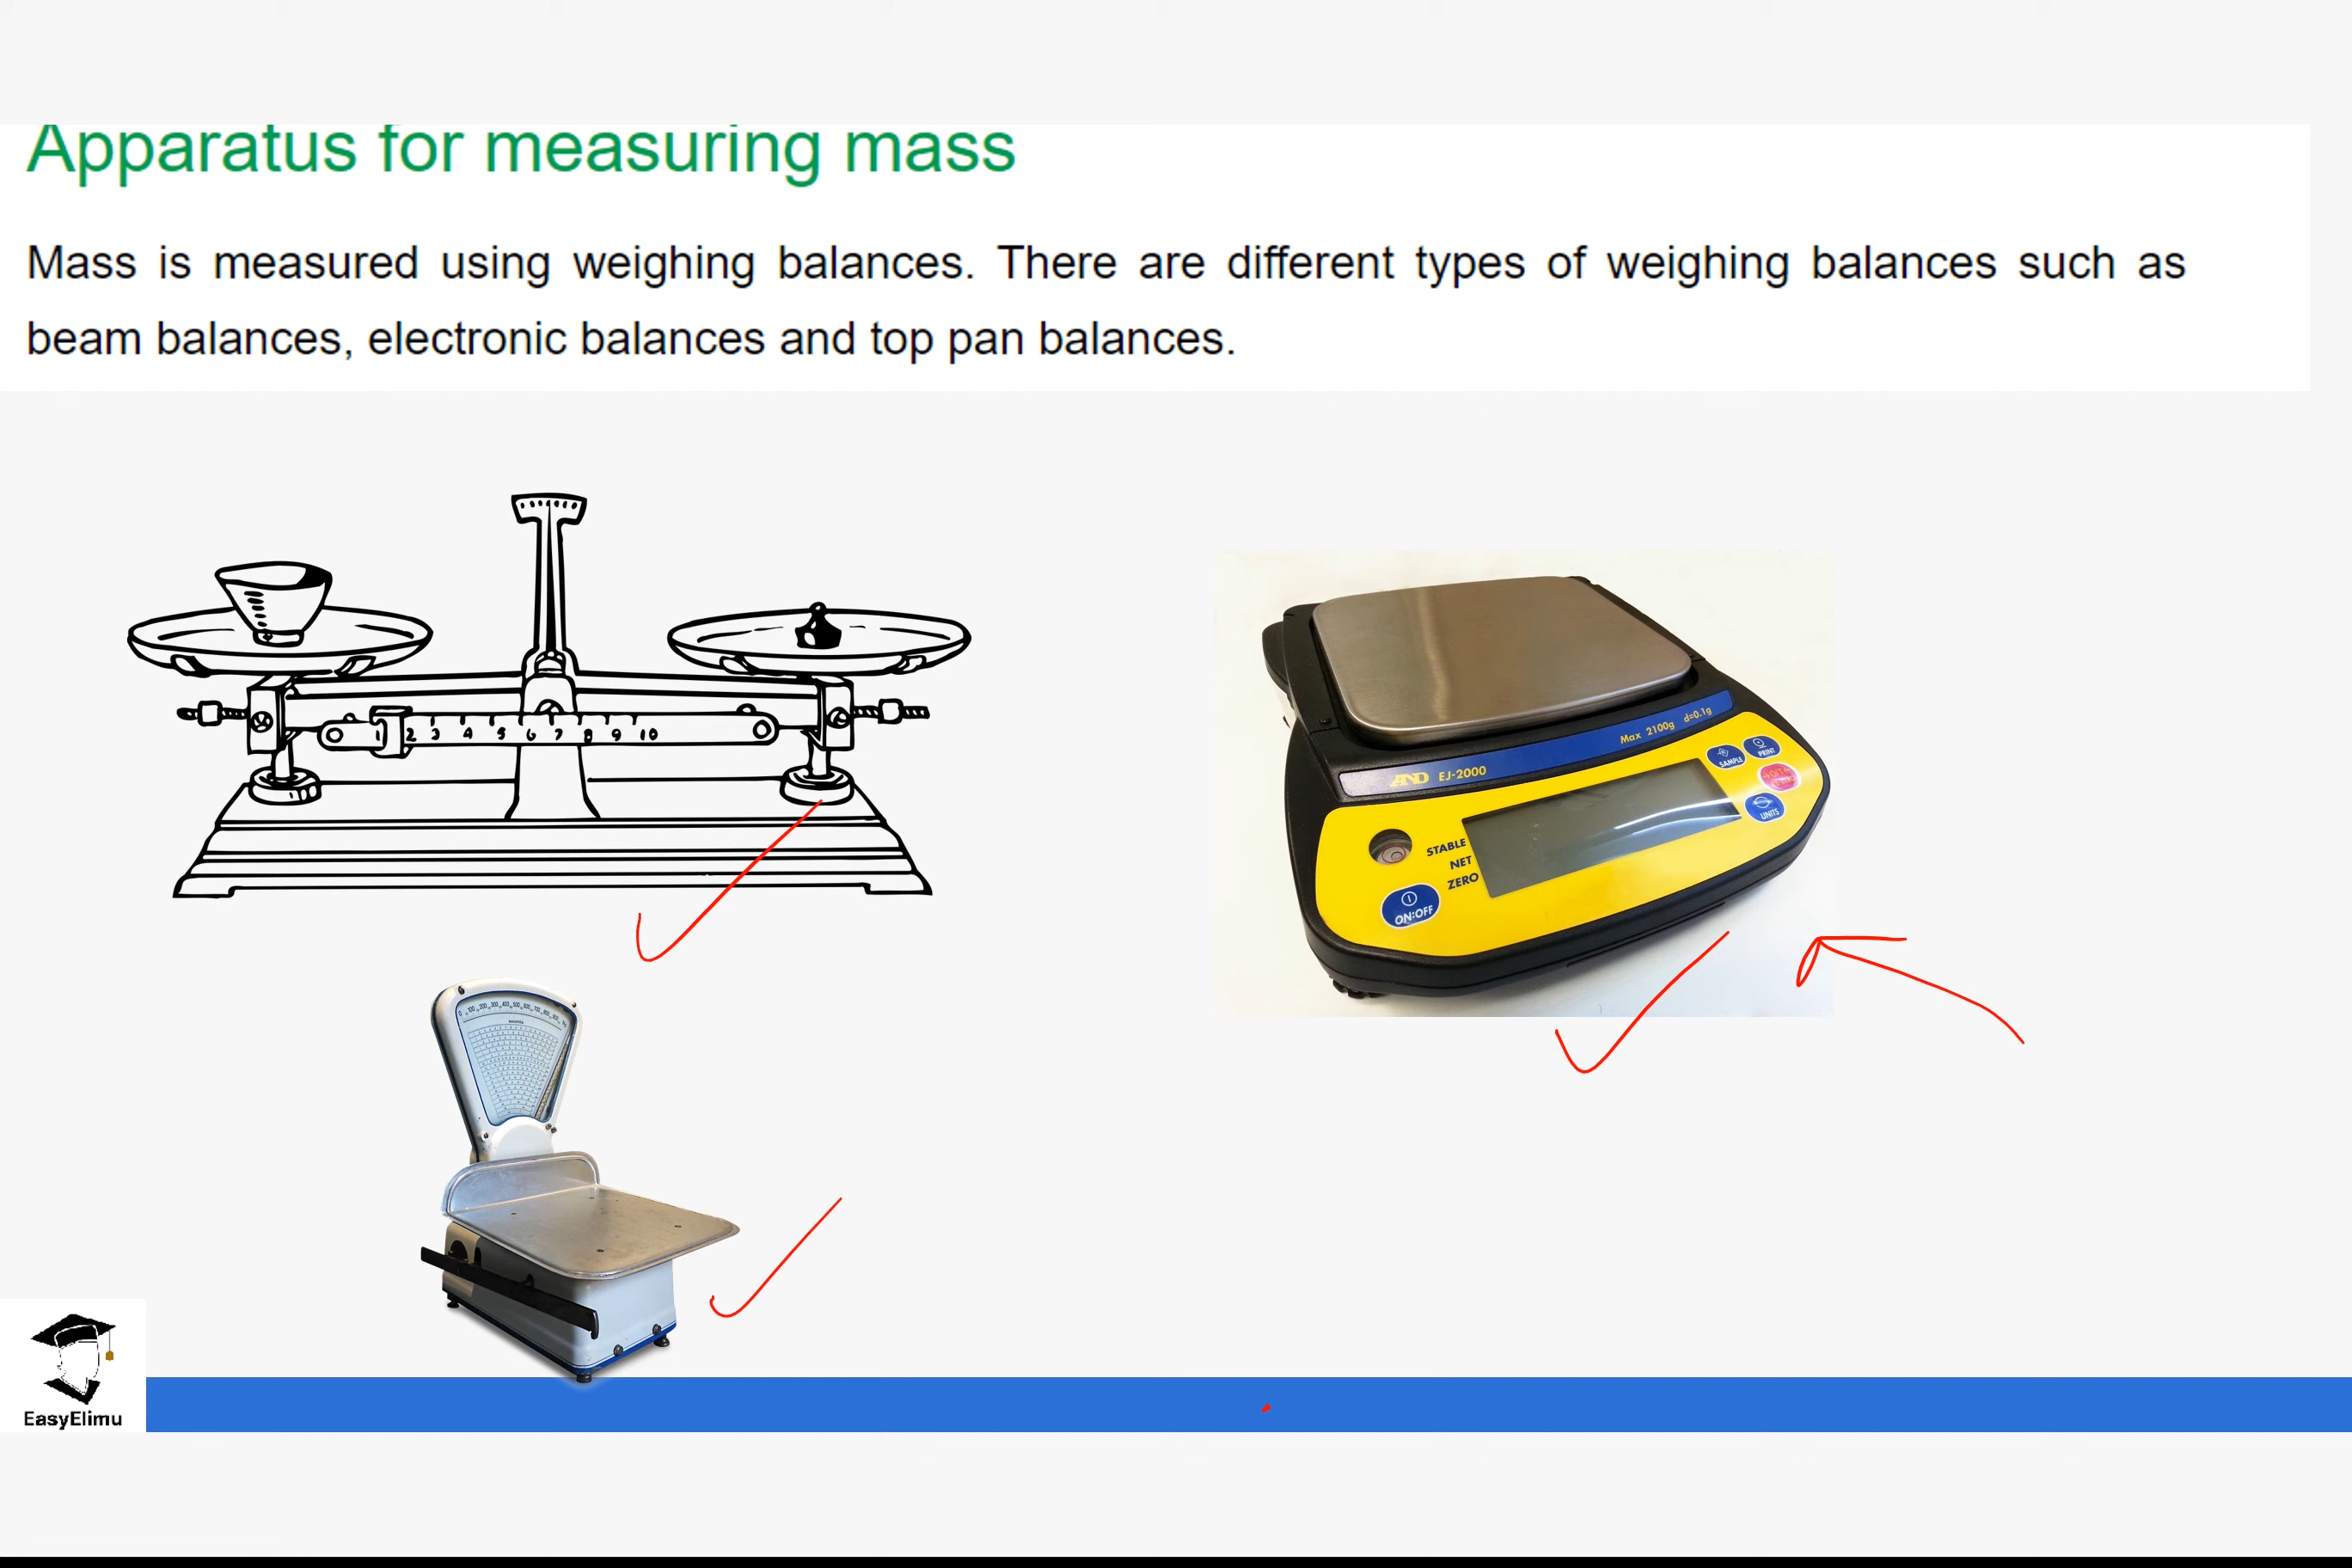 Apparatus for measuring mass
Mass is measured using weighing balances. There are different types of weighing balances such as
beam balances, electronic balances and top pan balances.
1 2 3 4 5 6 7 8 9 10
Max 2100g d=0.1g
AND EJ-2000
PRINT
SAMPLE
UNITS
STABLE
NET
ZERO
ON:OFF
EasyElimu